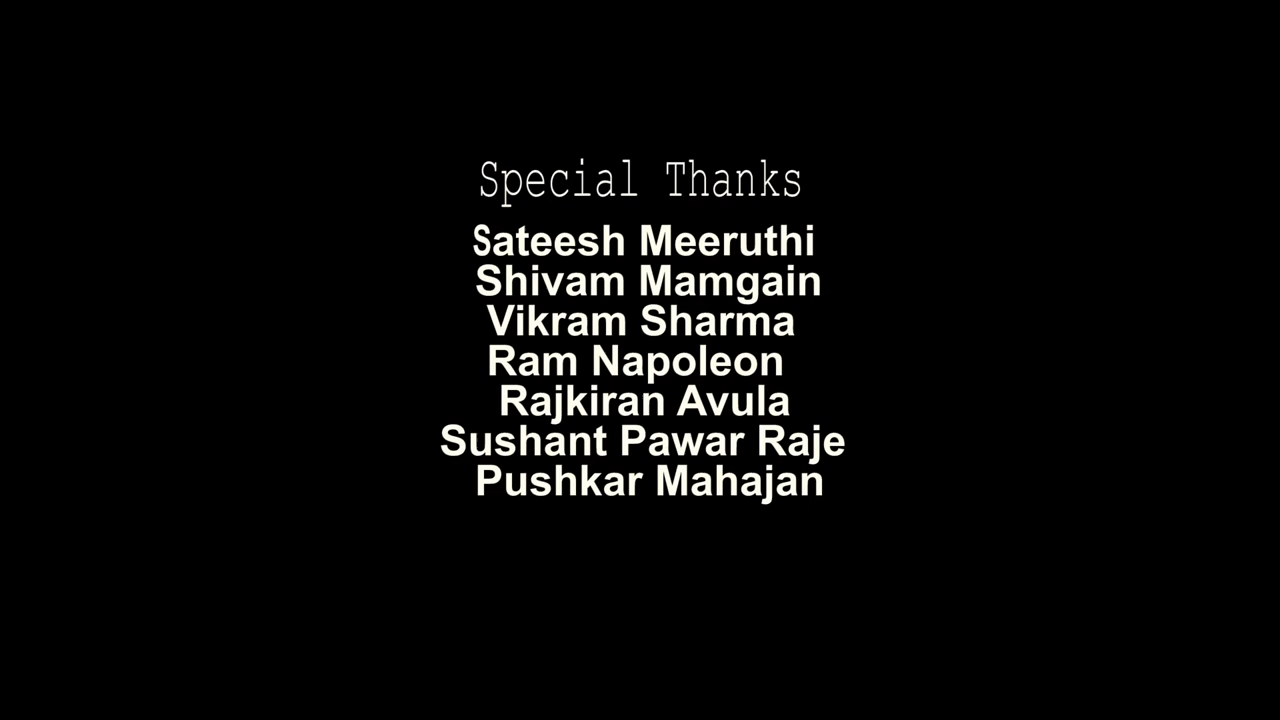 Special Thanks
Sateesh Meeruthi
Shivam Mamgain
Vikram Sharma
Ram Napoleon
Rajkiran Avula
Sushant Pawar Raje
Pushkar Mahajan